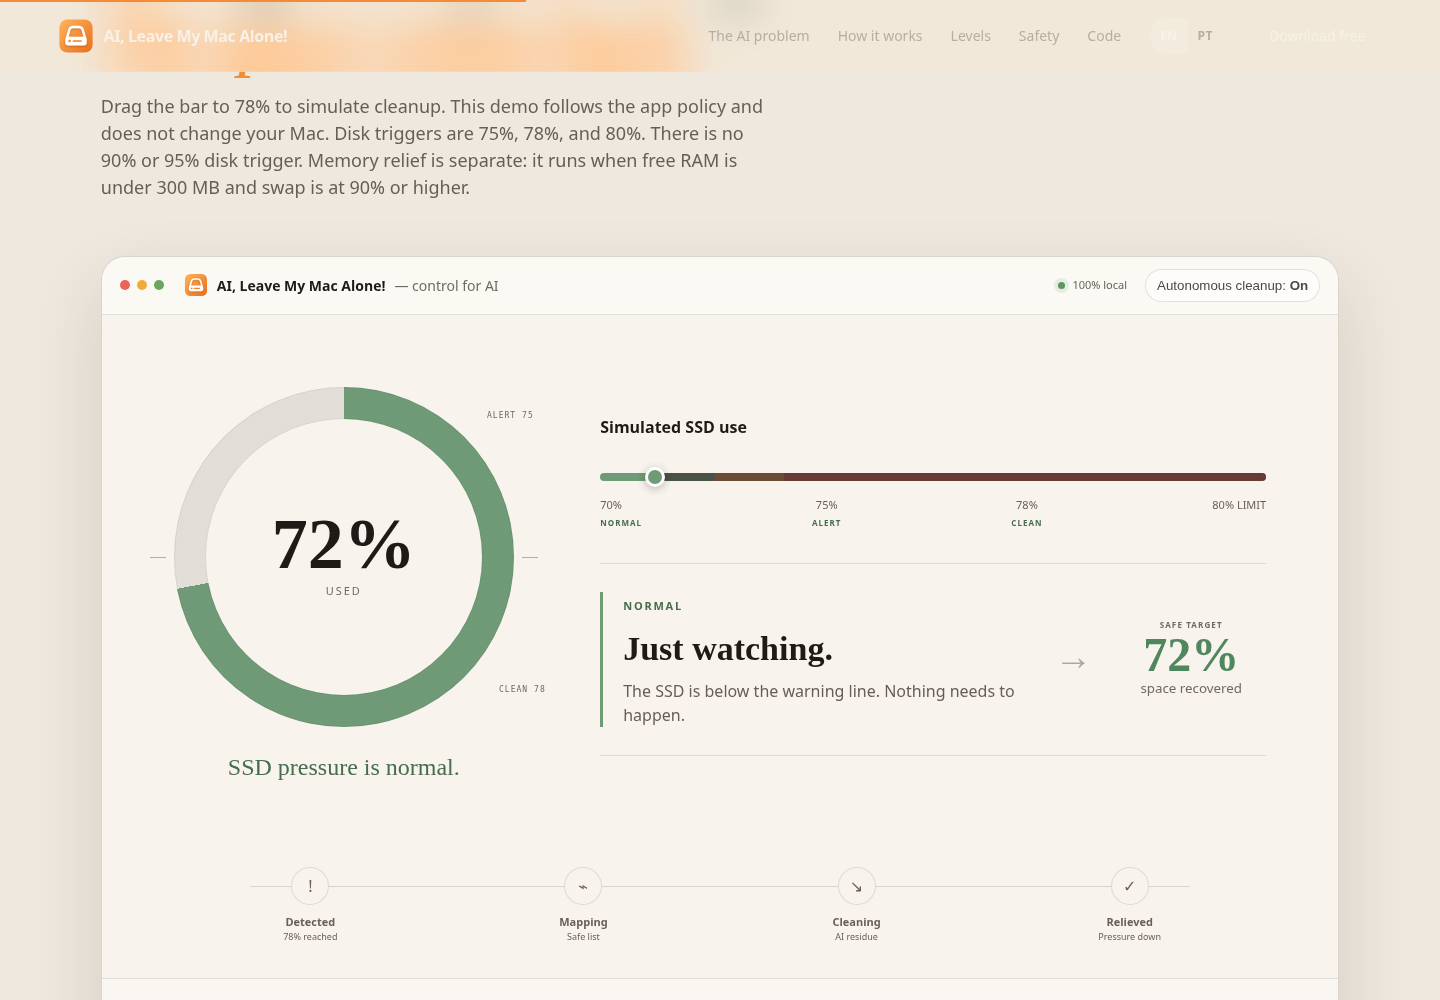 AI, Leave My Mac Alone!
The AI problem
How it works
Levels
Safety
Code
EN
PT
Download free
Drag the bar to 78% to simulate cleanup. This demo follows the app policy and
does not change your Mac. Disk triggers are 75%, 78%, and 80%. There is no
90% or 95% disk trigger. Memory relief is separate: it runs when free RAM is
under 300 MB and swap is at 90% or higher.
AI, Leave My Mac Alone! — control for AI
100% local
Autonomous cleanup: On
ALERT 75
72%
USED
CLEAN 78
SSD pressure is normal.
Simulated SSD use
70%
NORMAL
75%
ALERT
78%
CLEAN
80% LIMIT
NORMAL
Just watching.
The SSD is below the warning line. Nothing needs to
happen.
→
SAFE TARGET
72%
space recovered
!
Detected
78% reached
Mapping
Safe list
↘
Cleaning
AI residue
✓
Relieved
Pressure down